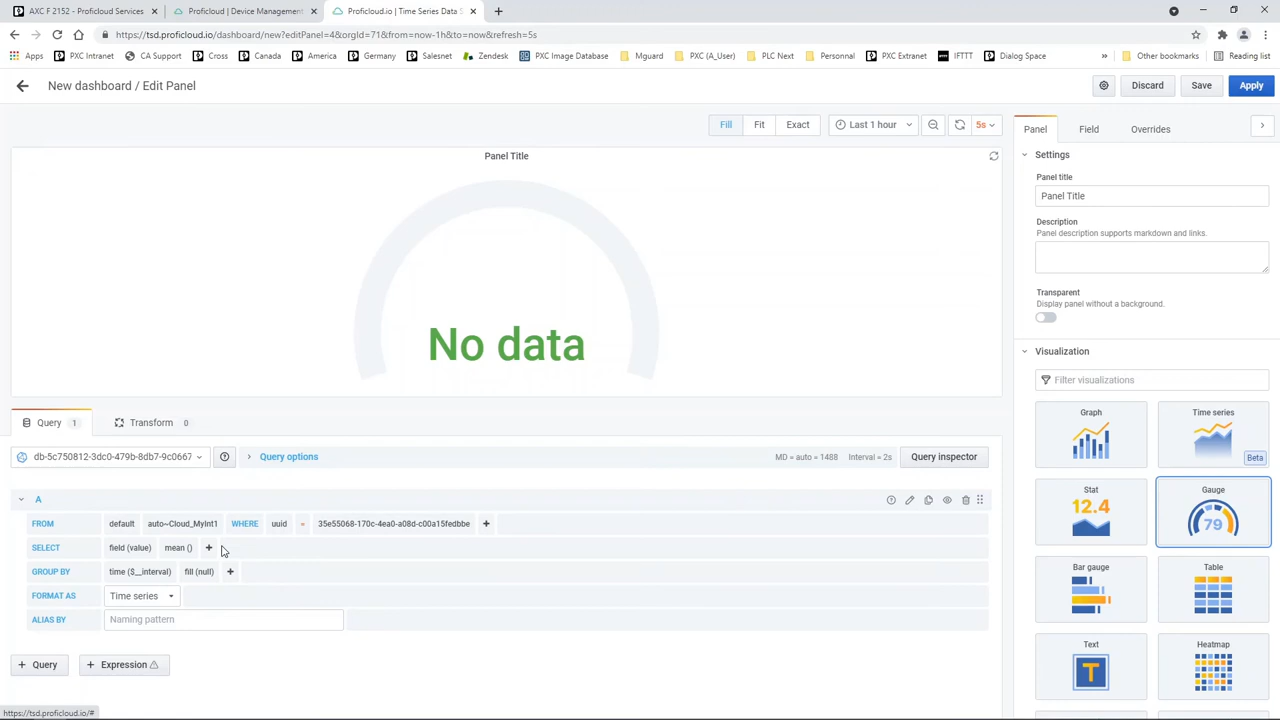 AXC F 2152 - Proficloud Services
Proficloud | Device Management
Proficloud.io | Time Series Data S
https://tsd.proficloud.io/dashboard/new?editPanel=4&orgId=71&from=now-1h&to=now&refresh=5s
Apps
PXC Intranet
CA Support
Cross
Canada
America
Germany
Salesnet
Zendesk
PXC Image Database
Mguard
PXC (A_User)
PLC Next
Personnal
PXC Extranet
IFTTT
Dialog Space
»
Other bookmarks
Reading list
New dashboard / Edit Panel
Discard
Save
Apply
Fill
Fit
Exact
Last 1 hour
5s
Panel
Field
Overrides
Panel Title
No data
Settings
Panel title
Panel Title
Description
Panel description supports markdown and links.
Transparent
Display panel without a background.
Visualization
Filter visualizations
Graph
Time series
Beta
Stat
12.4
Gauge
79
Bar gauge
Table
Text
T
Heatmap
Query 1
Transform 0
db-5c750812-3dc0-479b-8db7-9c0667
Query options
MD = auto = 1488 Interval = 2s
Query inspector
A
FROM default auto~Cloud_MyInt1 WHERE uuid = 35e55068-170c-4ea0-a08d-c00a15fedbbe +
SELECT field (value) mean () +
GROUP BY time ($__interval) fill (null) +
FORMAT AS Time series
ALIAS BY Naming pattern
+ Query
+ Expression
https://tsd.proficloud.io/#